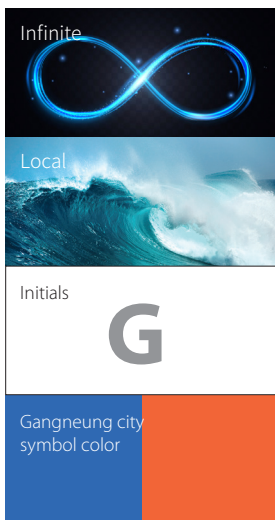 Infinite
Local
Initials
G
Gangneung city
symbol color